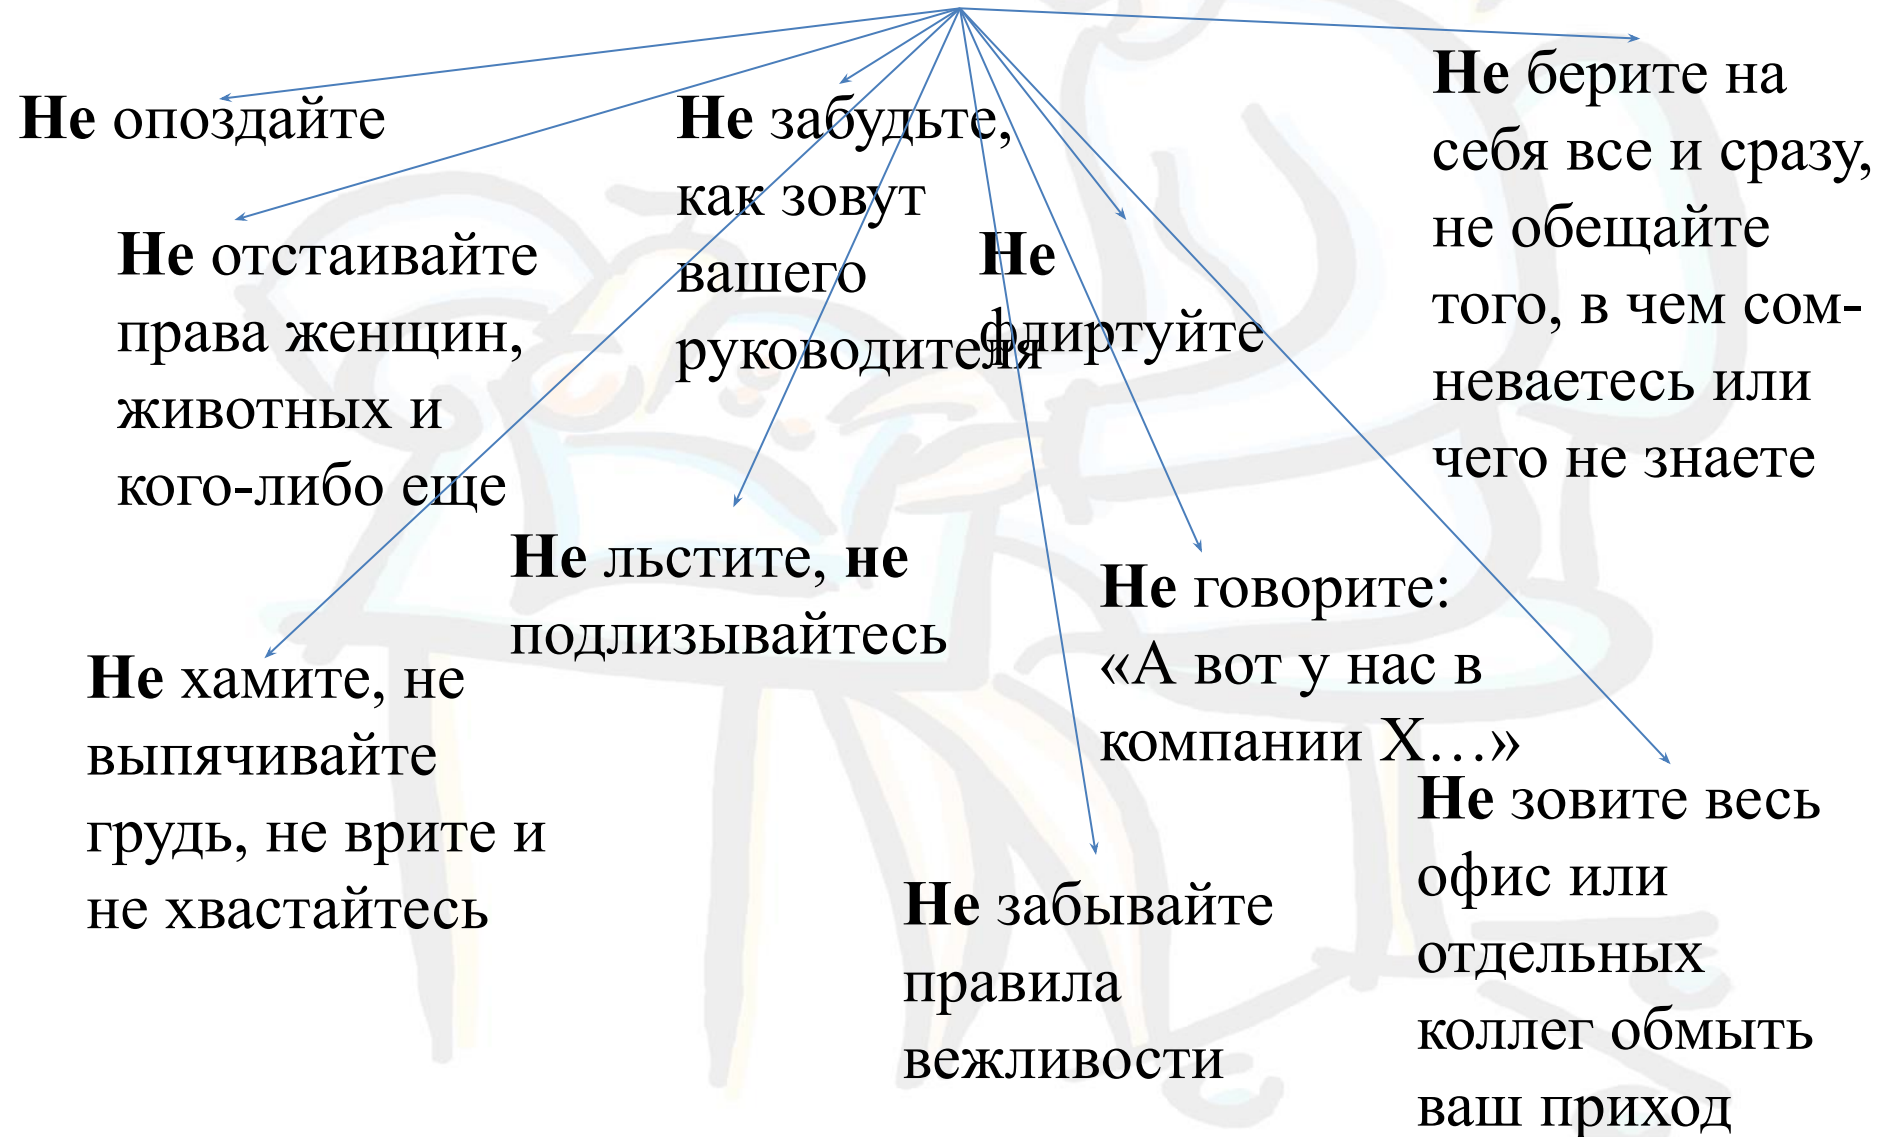 Не опоздайте
Не отстаивайте
права женщин,
животных и
кого-либо еще
Не хамите, не
выпячивайте
грудь, не врите и
не хвастайтесь
Не забудьте,
как зовут
вашего
руководителя
Не льстите, не
подлизывайтесь
Не
флиртуйте
Не говорите:
«А вот у нас в
компании X…»
Не забывайте
правила
вежливости
Не берите на
себя все и сразу,
не обещайте
того, в чем сом-
неваетесь или
чего не знаете
Не зовите весь
офис или
отдельных
коллег обмыть
ваш приход